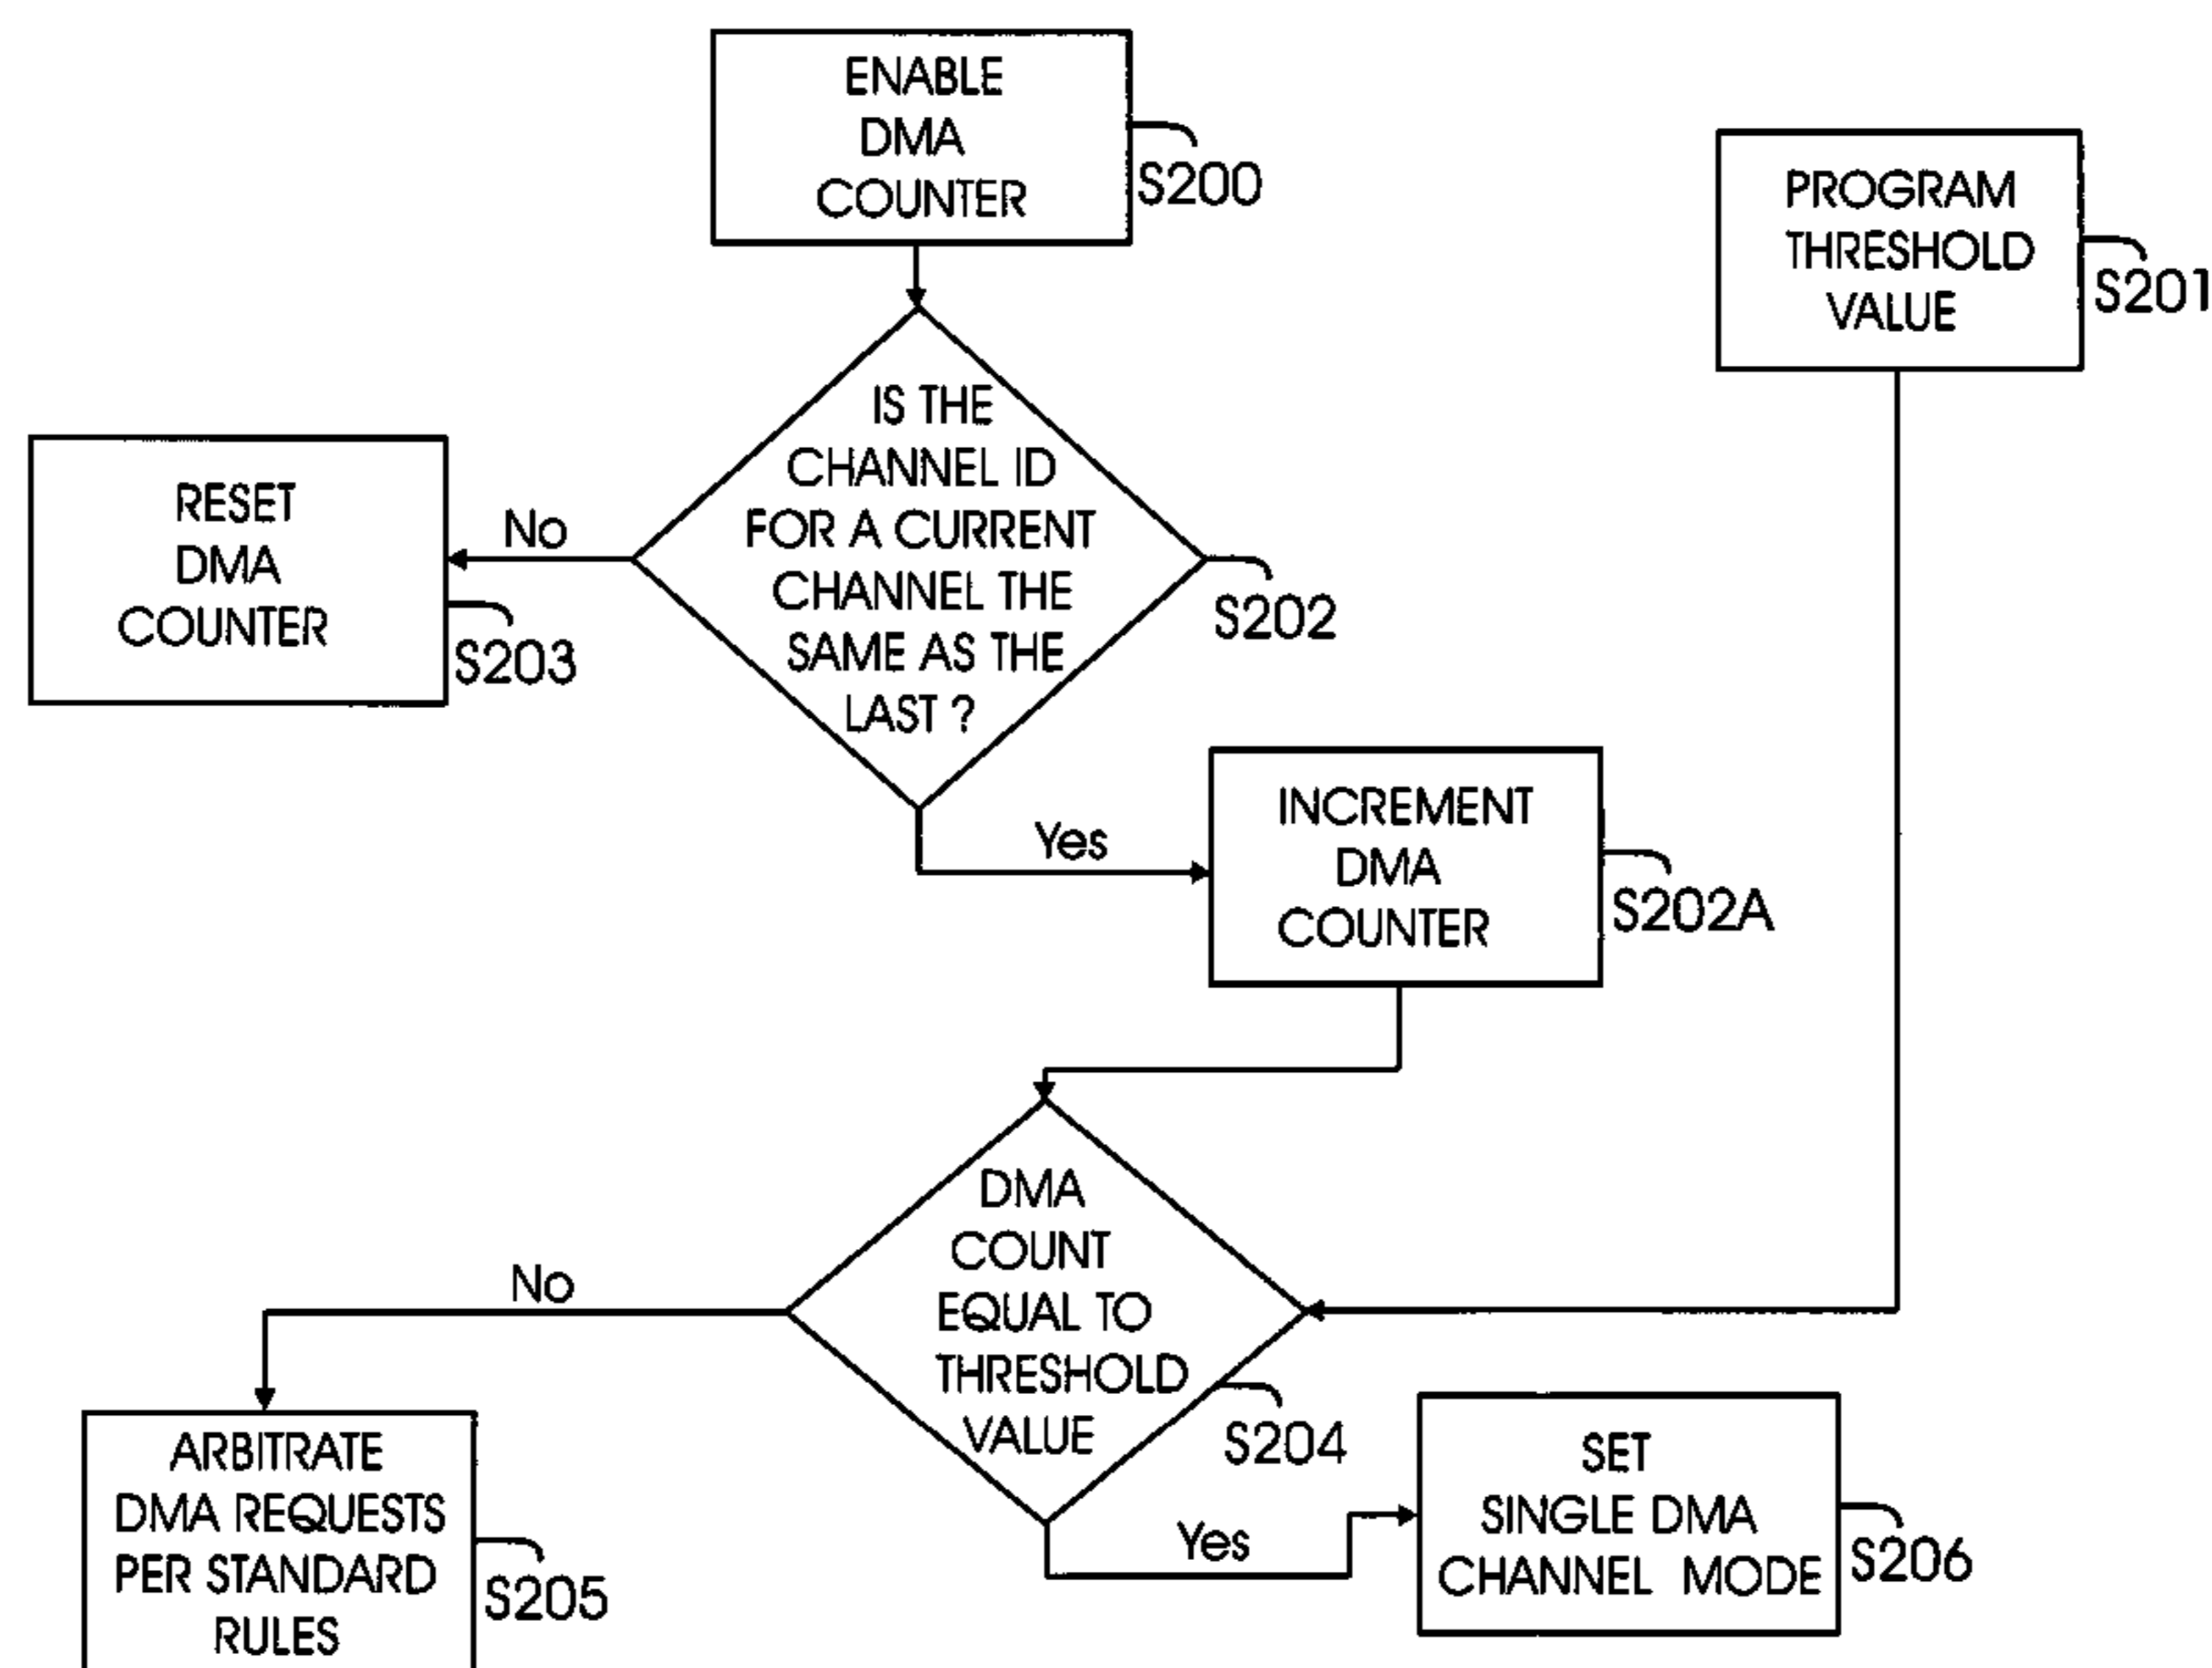 ENABLE
DMA
COUNTER
S200
PROGRAM
THRESHOLD
VALUE
S201
IS THE
CHANNEL ID
FOR A CURRENT
CHANNEL THE
SAME AS THE
LAST ?
S202
No
RESET
DMA
COUNTER
S203
Yes
INCREMENT
DMA
COUNTER
S202A
DMA
COUNT
EQUAL TO
THRESHOLD
VALUE
S204
No
ARBITRATE
DMA REQUESTS
PER STANDARD
RULES
S205
Yes
SET
SINGLE DMA
CHANNEL MODE
S206